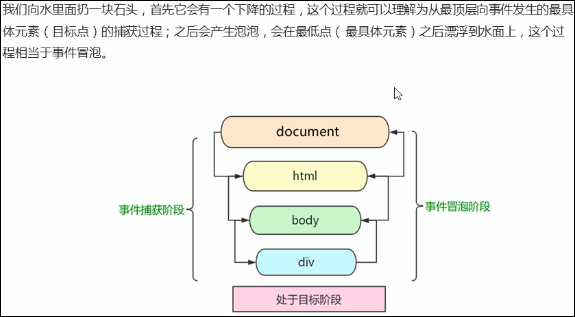 我们向水里面扔一块石头，首先它会有一个下降的过程，这个过程就可以理解为从最顶层向事件发生的最具
体元素（目标点）的捕获过程；之后会产生泡泡，会在最低点（最具体元素）之后漂浮到水面上，这个过
程相当于事件冒泡。
document
html
事件捕获阶段
事件冒泡阶段
body
div
处于目标阶段